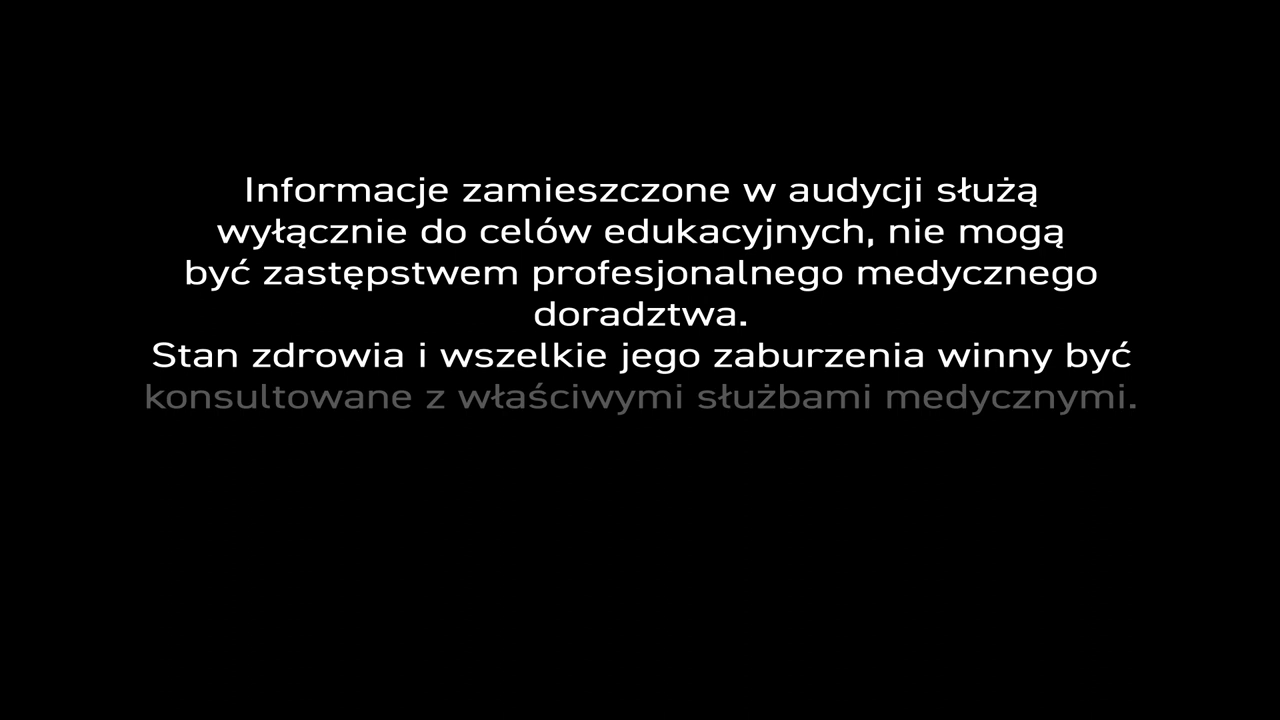 Informacje zamieszczone w audycji służą
wyłącznie do celów edukacyjnych, nie mogą
być zastępstwem profesjonalnego medycznego
doradztwa.
Stan zdrowia i wszelkie jego zaburzenia winny być
konsultowane z właściwymi służbami medycznymi.